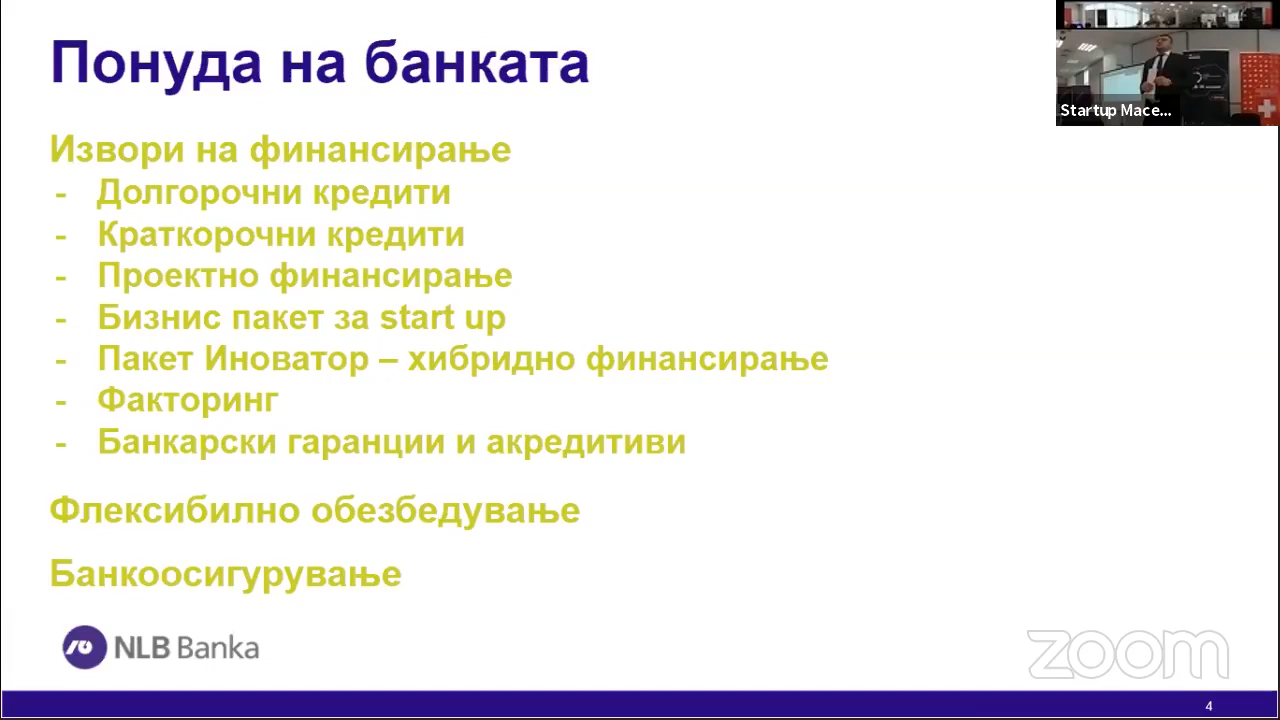 Понуда на банката
Startup Mace...
Извори на финансирање
- Долгорочни кредити
- Краткорочни кредити
- Проектно финансирање
- Бизнис пакет за start up
- Пакет Иноватор – хибридно финансирање
- Факторинг
- Банкарски гаранции и акредитиви
Флексибилно обезбедување
Банкоосигурување
NLB Banka
zoom
4